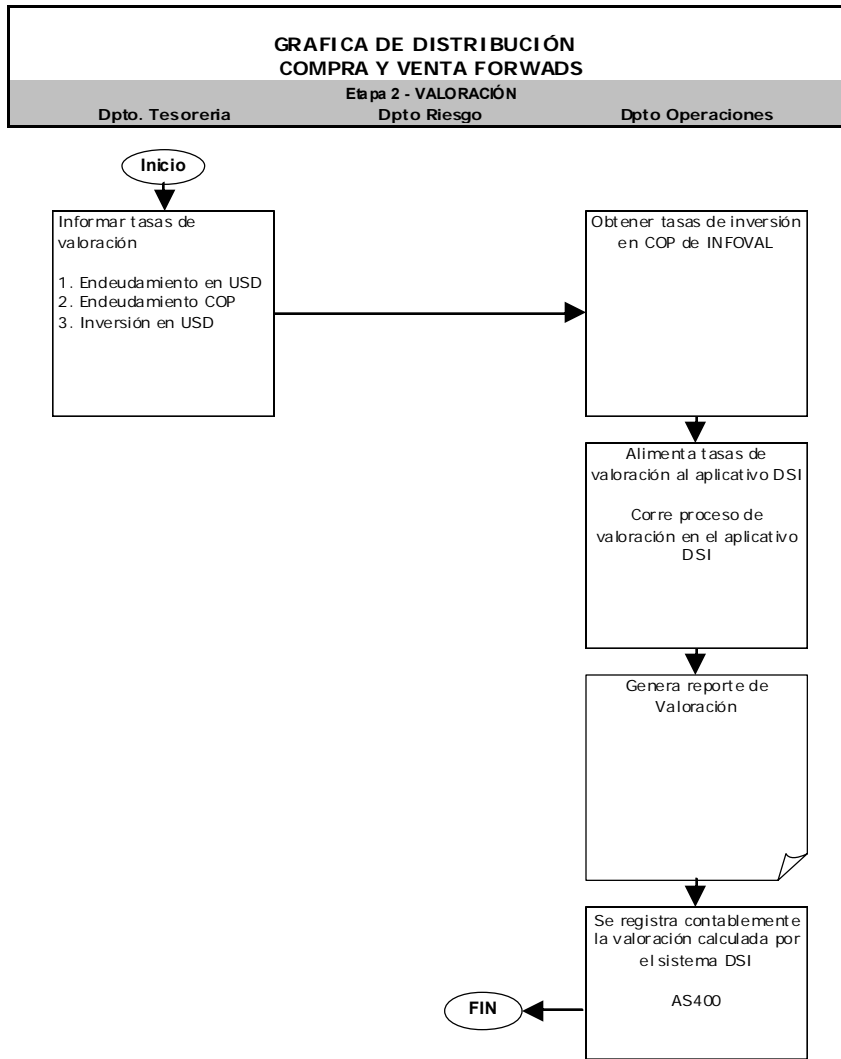 GRAFICA DE DISTRIBUCIÓN
COMPRA Y VENTA FORWADS
Etapa 2 - VALORACIÓN
Dpto. Tesoreria Dpto Riesgo Dpto Operaciones
Inicio
Informar tasas de
valoración
1. Endeudamiento en USD
2. Endeudamiento COP
3. Inversión en USD
Obtener tasas de inversión
en COP de INFOVAL
Alimenta tasas de
valoración al aplicativo DSI
Corre proceso de
valoración en el aplicativo
DSI
Genera reporte de
Valoración
Se registra contablemente
la valoración calculada por
el sistema DSI
AS400
FIN